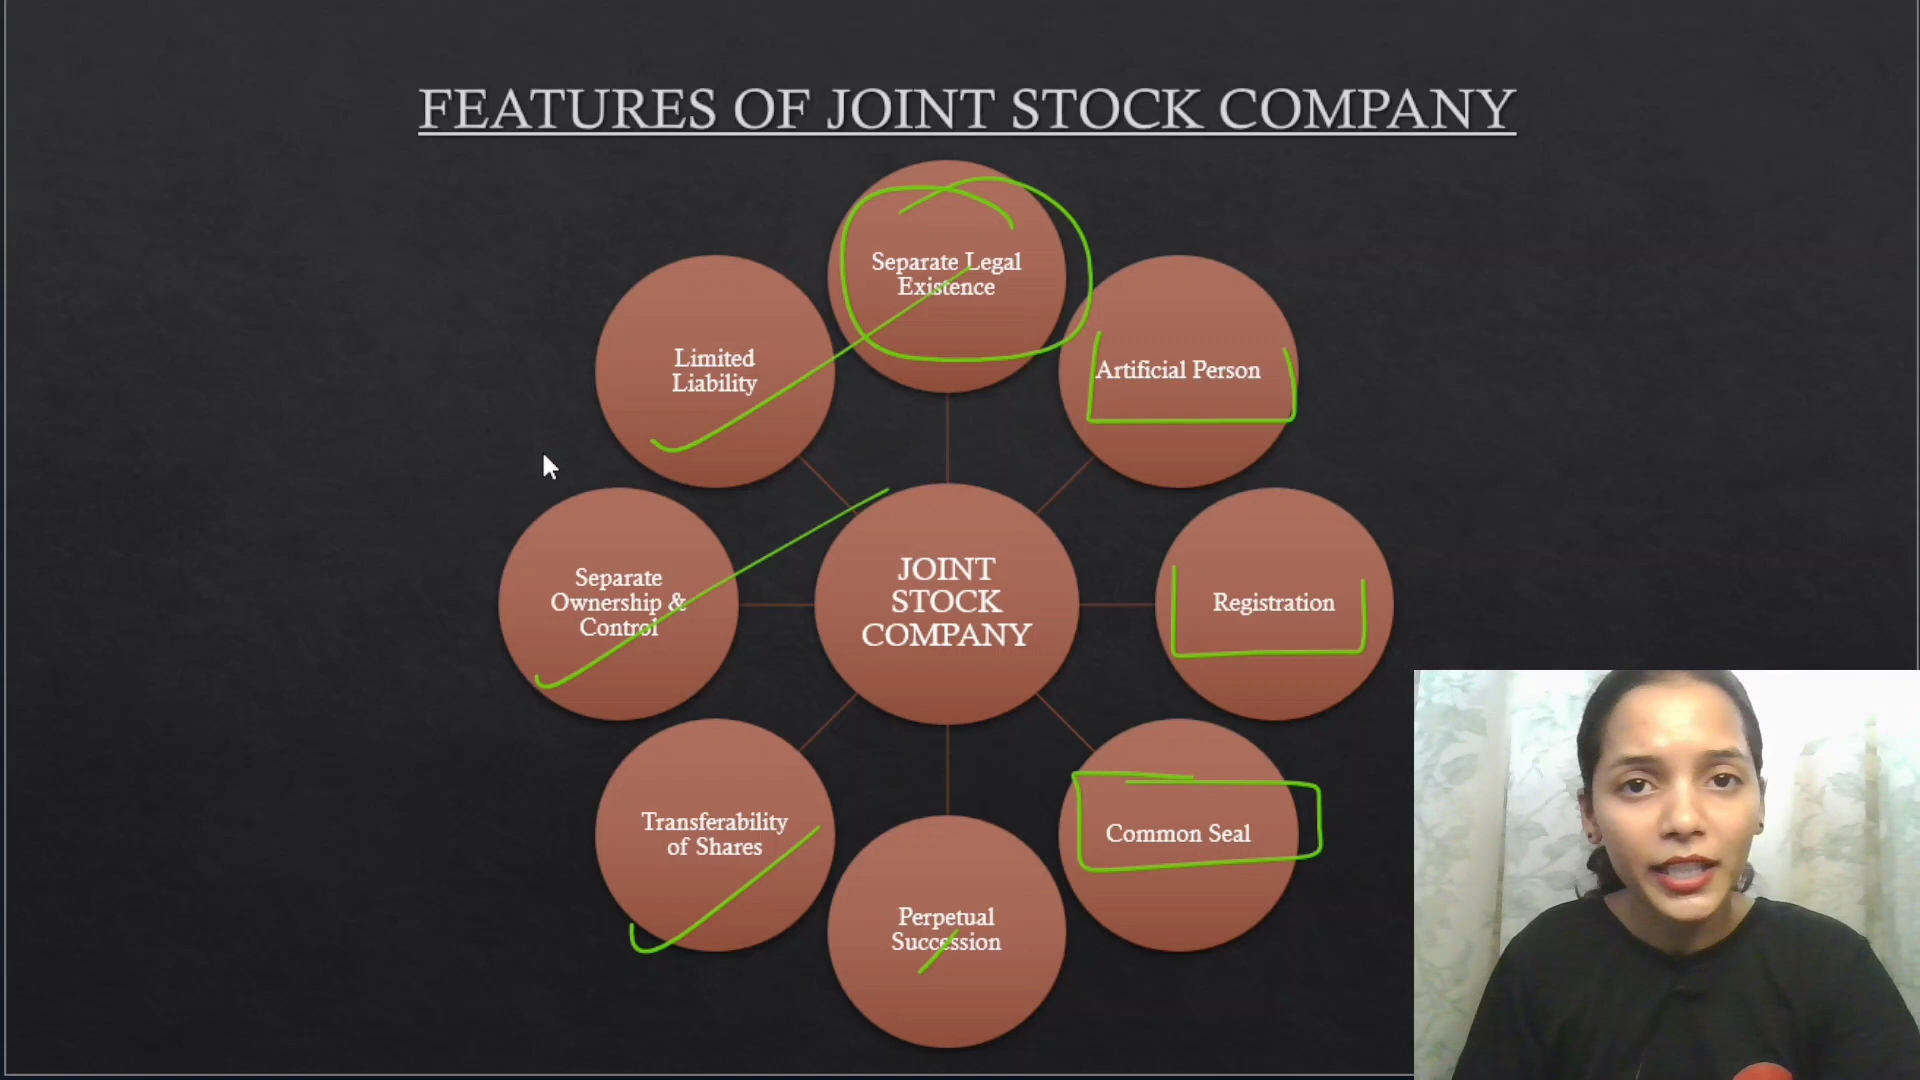 FEATURES OF JOINT STOCK COMPANY
Separate Legal
Existence
Artificial Person
Registration
Common Seal
Perpetual
Succession
Transferability
of Shares
Separate
Ownership &
Control
Limited
Liability
JOINT
STOCK
COMPANY